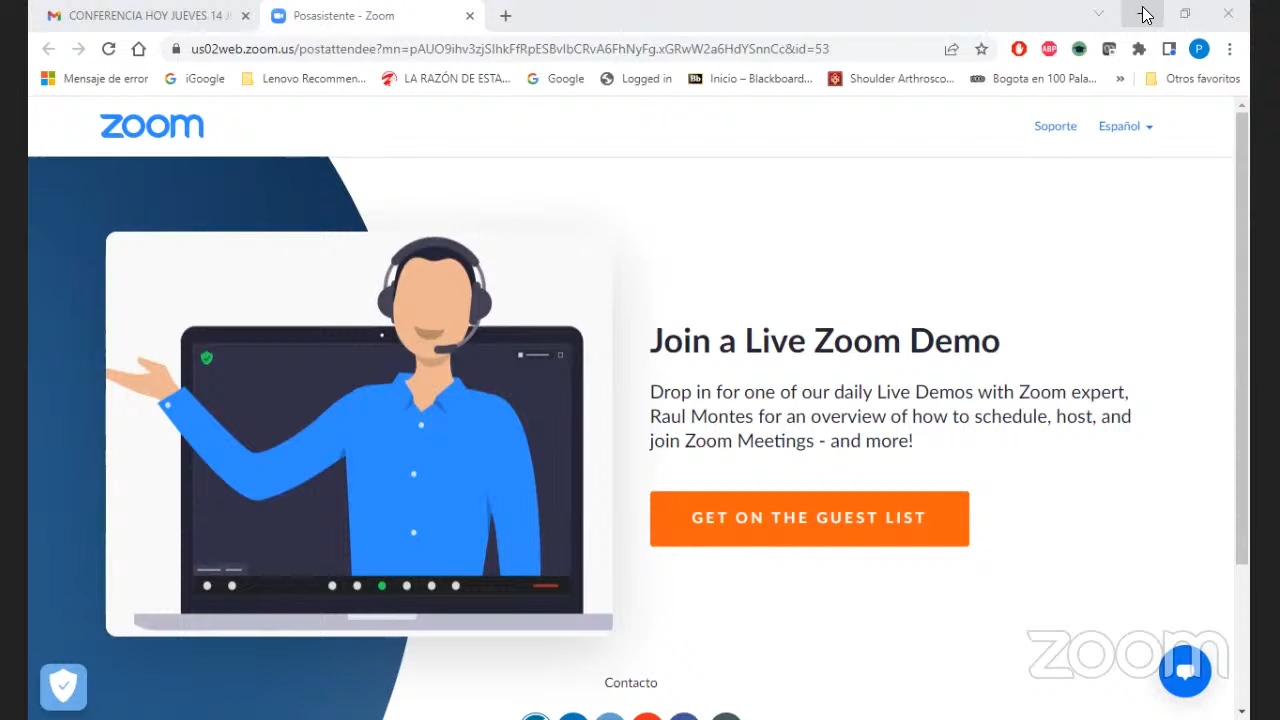 CONFERENCIA HOY JUEVES 14 J
Posasistente - Zoom
us02web.zoom.us/postattendee?mn=pAUO9ihv3zjSIhkFfRpESBvIbCRvA6FhNyFg.xGRwW2a6HdYSnnCc&id=53
ABP
P
Mensaje de error
iGoogle
Lenovo Recommen...
LA RAZÓN DE ESTA...
Google
Logged in
Bb
Inicio – Blackboard...
Shoulder Arthrosco...
Bogota en 100 Pala...
»
Otros favoritos
zoom
Soporte
Español
Join a Live Zoom Demo
Drop in for one of our daily Live Demos with Zoom expert,
Raul Montes for an overview of how to schedule, host, and
join Zoom Meetings - and more!
GET ON THE GUEST LIST
zoom
Contacto